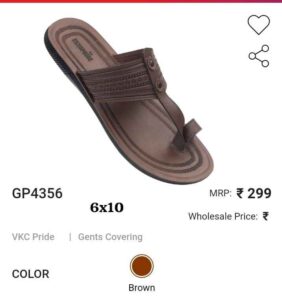 GP4356
MRP: ₹ 299
6x10
Wholesale Price: ₹
VKC Pride | Gents Covering
COLOR
Brown